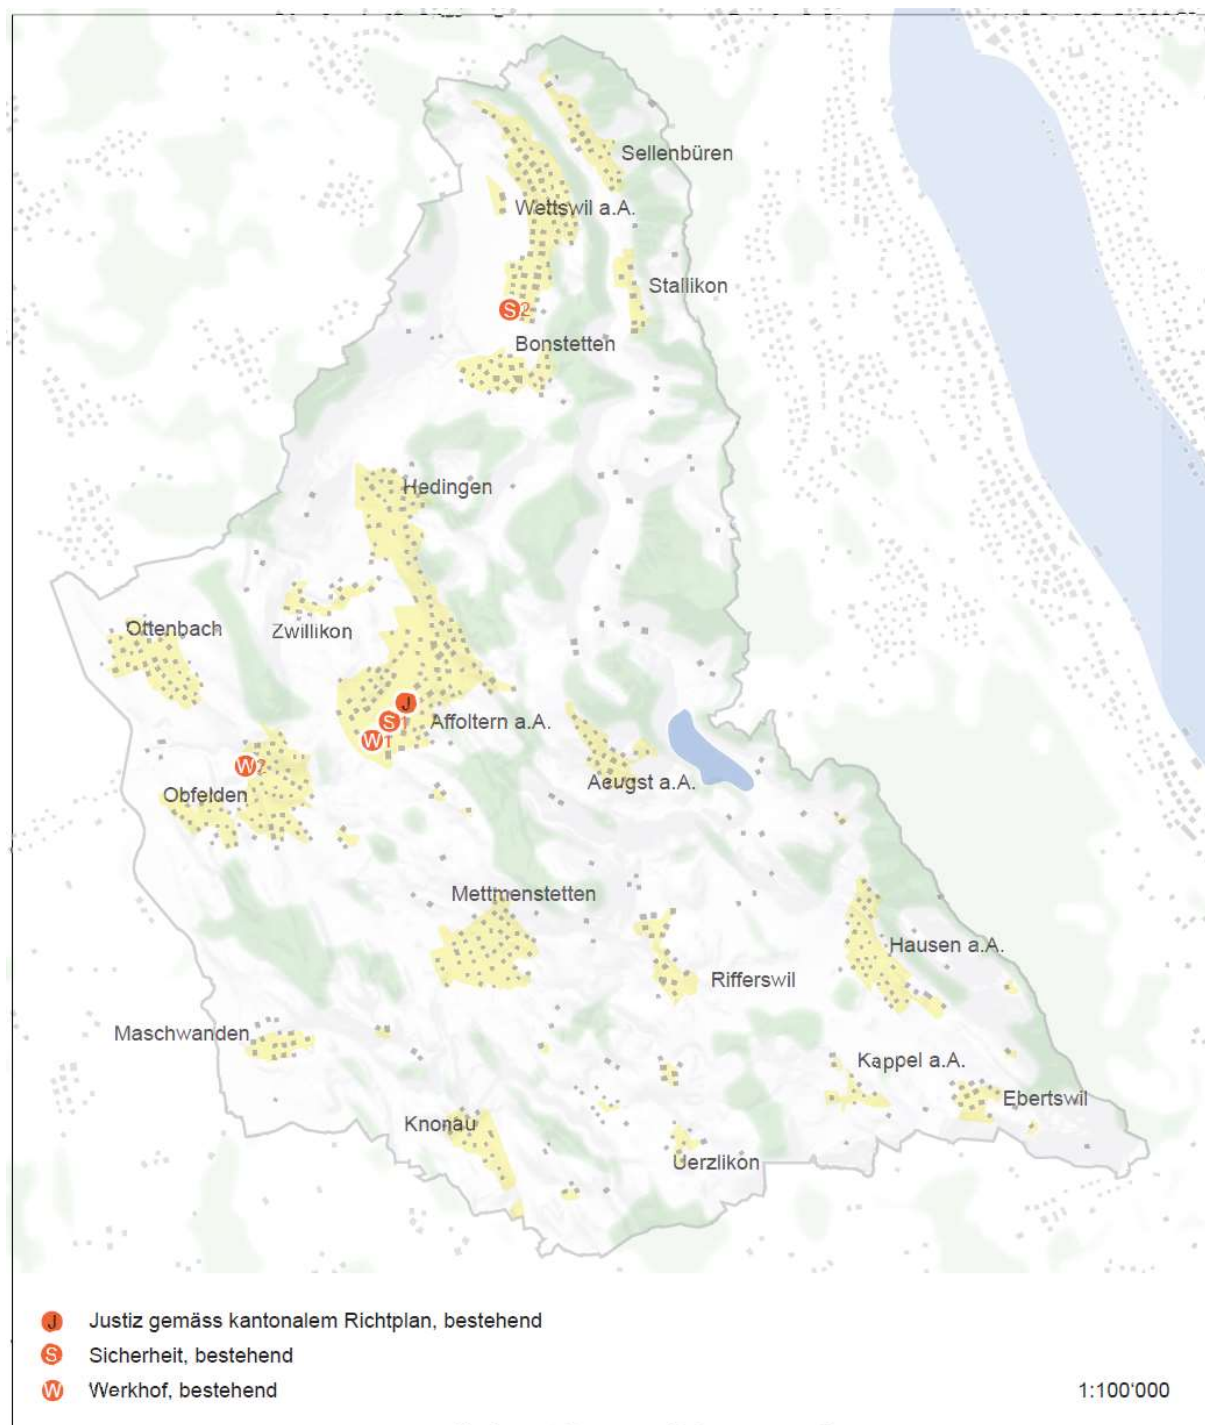 Sellenbüren
Wettswil a.A.
Stallikon
S2
Bonstetten
Hedingen
Ottenbach
Zwillikon
J
S1
Affoltern a.A.
W1
W2
Aeugst a.A.
Obfelden
Mettmenstetten
Hausen a.A.
Rifferswil
Maschwanden
Kappel a.A.
Ebertswil
Knonau
Uerzlikon
J Justiz gemäss kantonalem Richtplan, bestehend
S Sicherheit, bestehend
W Werkhof, bestehend
1:100'000